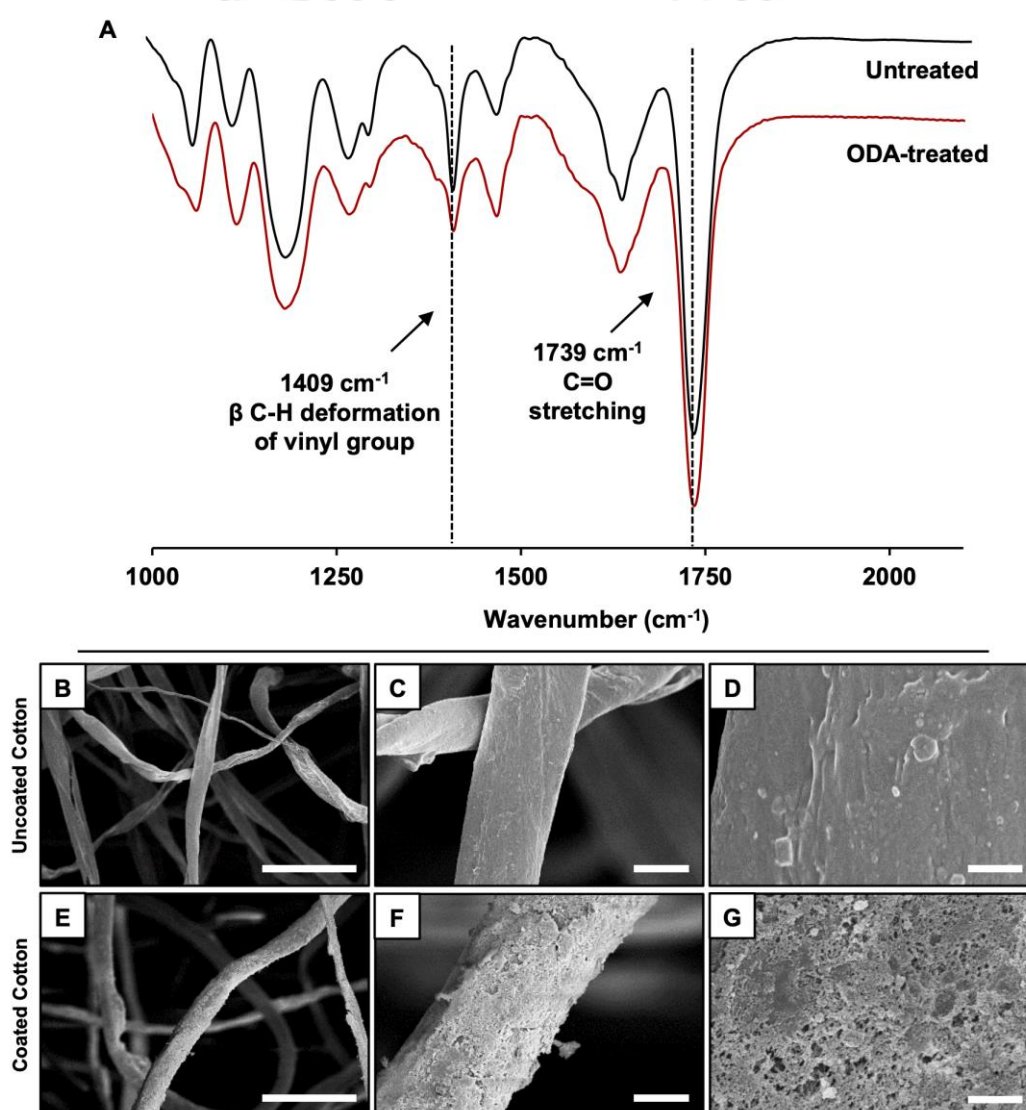 A
Untreated
ODA-treated
1409 cm⁻¹
β C-H deformation
of vinyl group
1739 cm⁻¹
C=O
stretching
1000 1250 1500 1750 2000
Wavenumber (cm⁻¹)
Uncoated Cotton
B C D
Coated Cotton
E F G